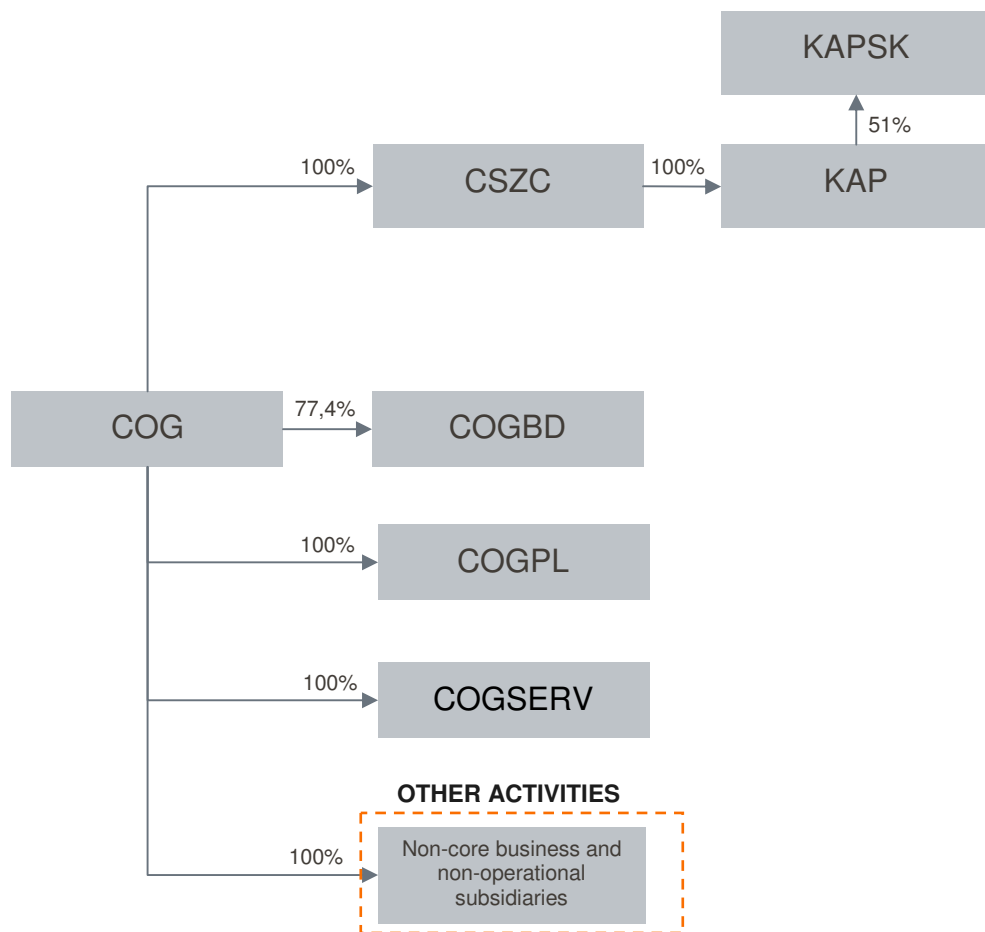 KAPSK
51%
100%
CSZC
100%
KAP
COG
77,4%
COGBD
100%
COGPL
100%
COGSERV
OTHER ACTIVITIES
100%
Non-core business and
non-operational
subsidiaries